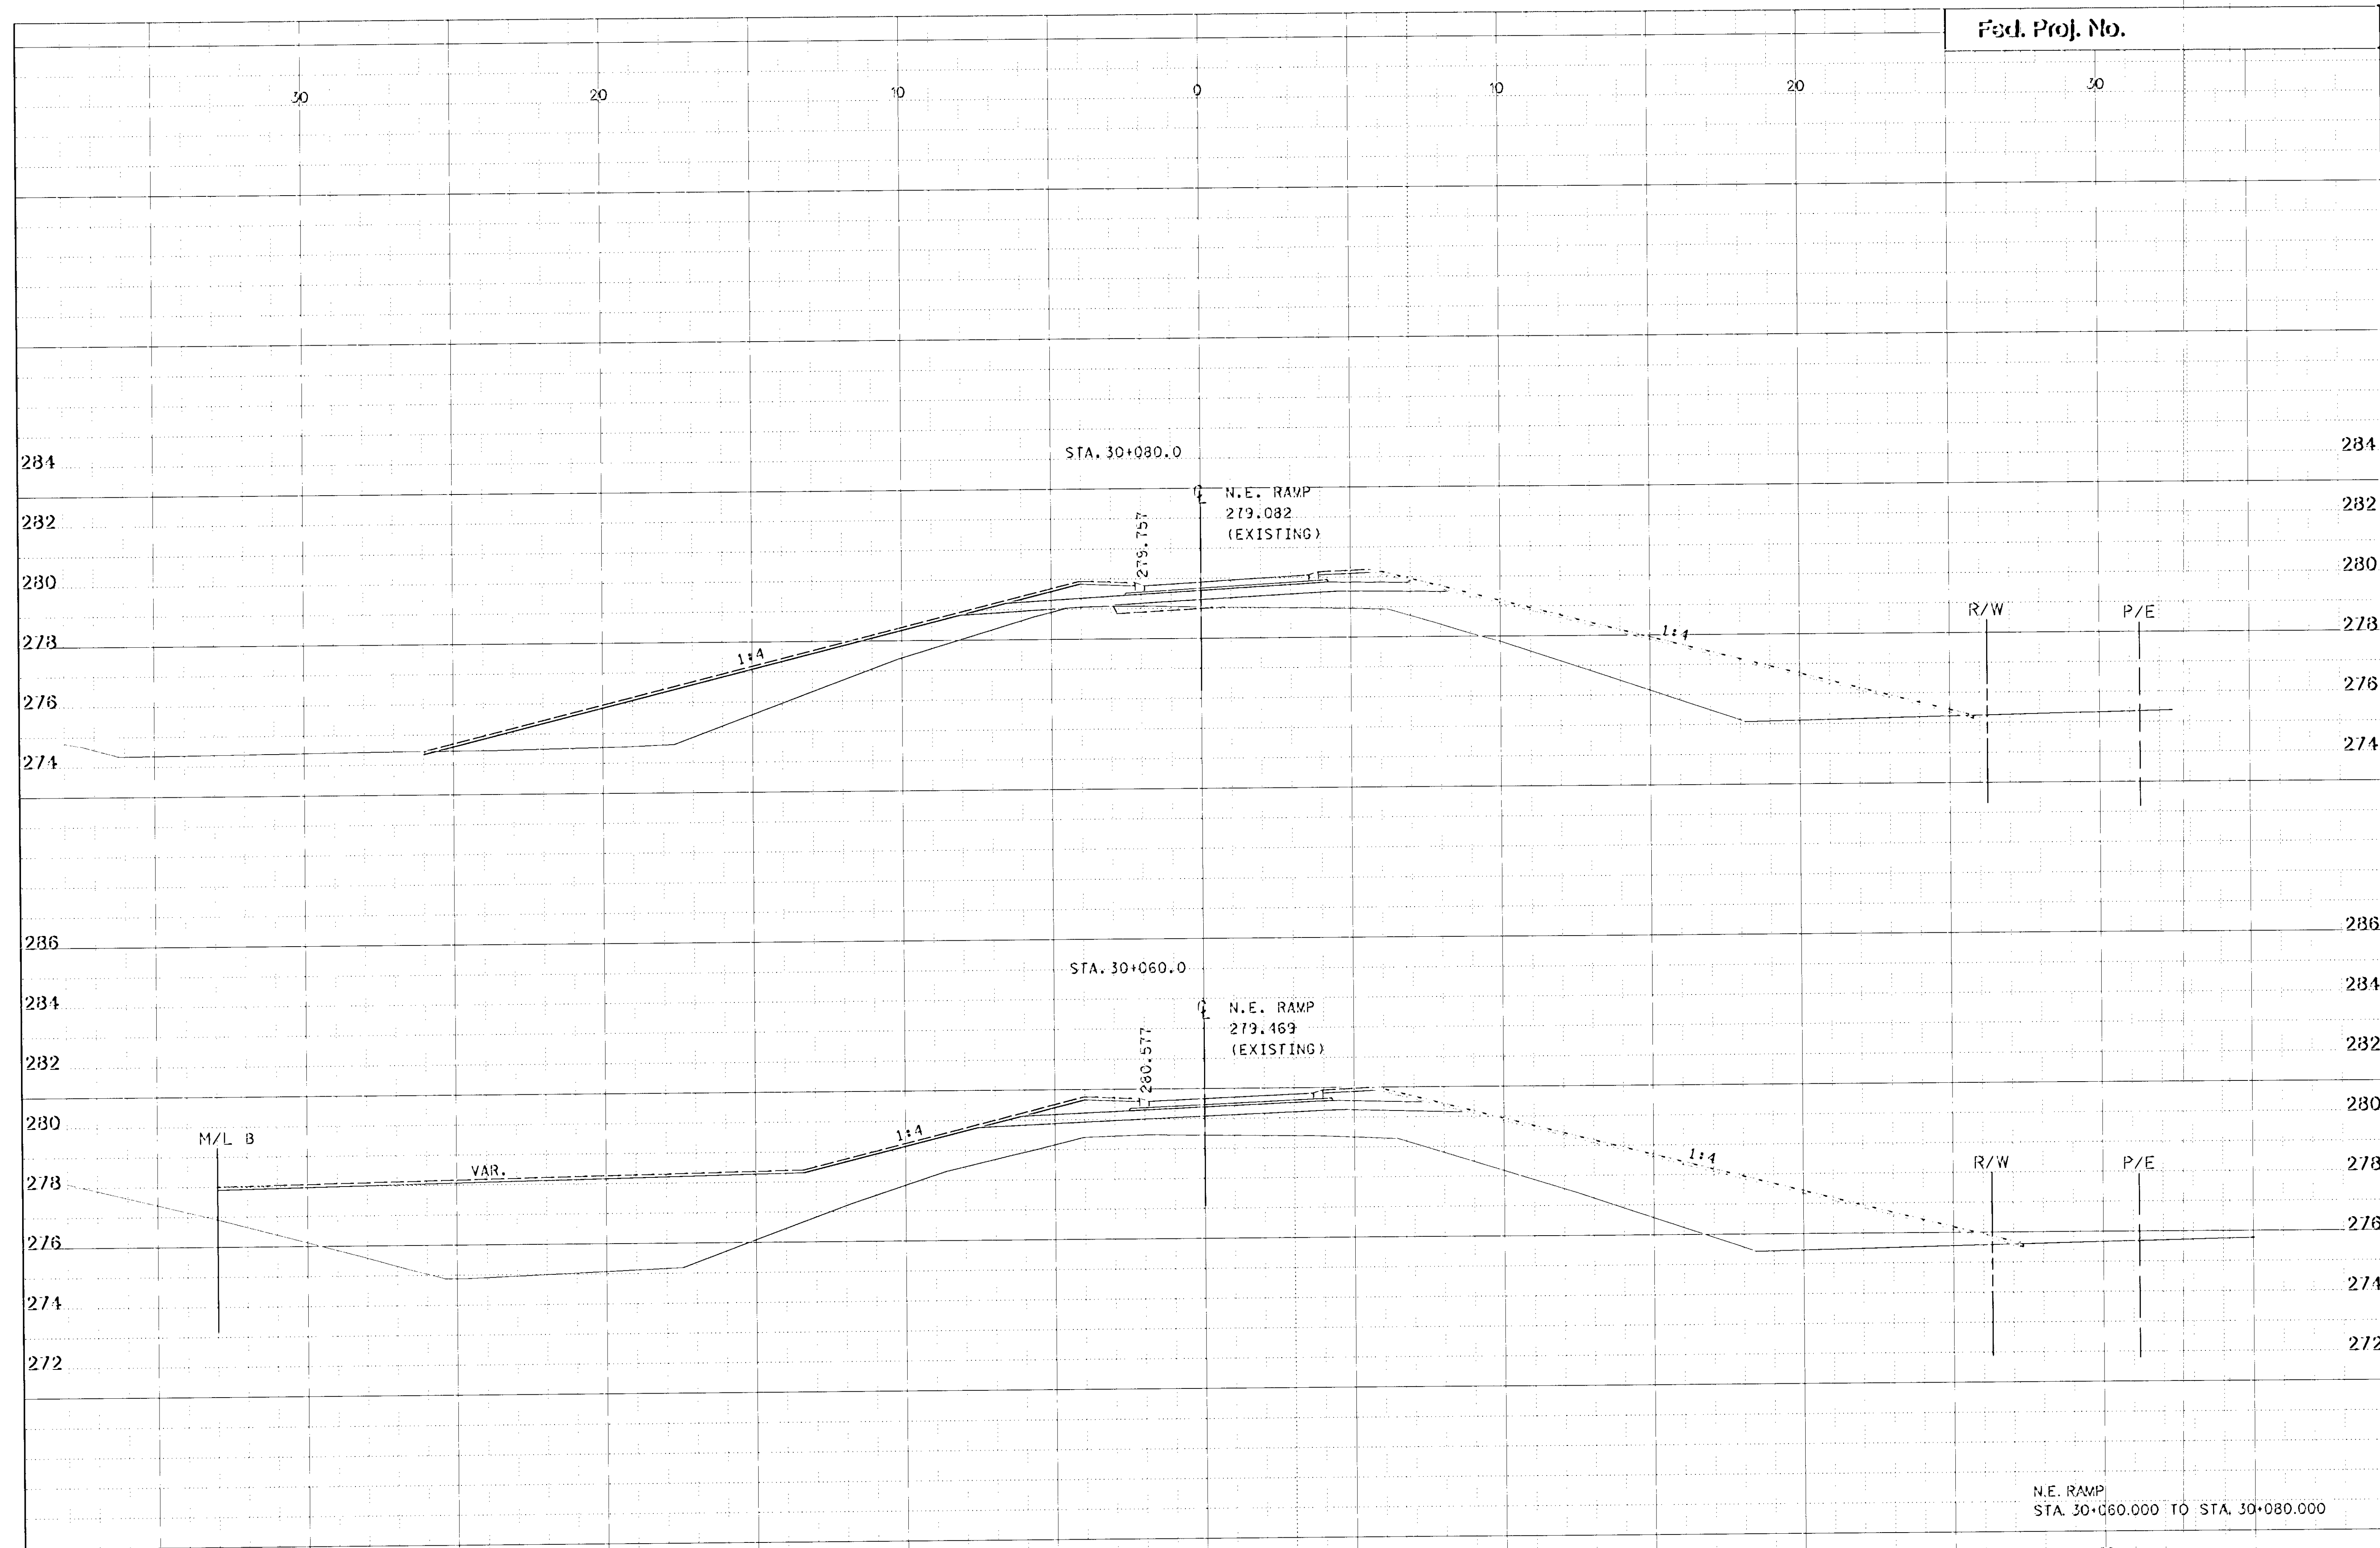 Fed. Proj. No.
30 20 10 0 10 20 30
STA. 30+080.0
284 284
℄ N.E. RAMP
279.082
(EXISTING)
282 282
279.757
280 280
R/W P/E
278 278
1:4 1:4
276 276
274 274
286 286
STA. 30+060.0
284 284
℄ N.E. RAMP
279.469
(EXISTING)
282 282
280.577
280 280
M/L B
1:4 1:4
R/W P/E
VAR.
278 278
276 276
274 274
272 272
N.E. RAMP
STA. 30+060.000 TO STA. 30+080.000